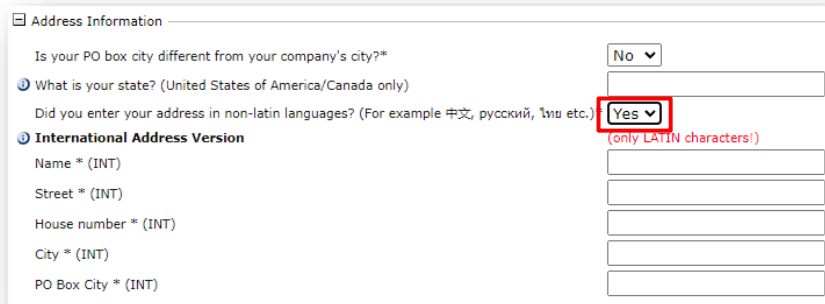 Address Information
Is your PO box city different from your company's city?* No
What is your state? (United States of America/Canada only)
Did you enter your address in non-latin languages? (For example 中文, русский, ไทย etc.)* Yes
International Address Version (only LATIN characters!)
Name * (INT)
Street * (INT)
House number * (INT)
City * (INT)
PO Box City * (INT)